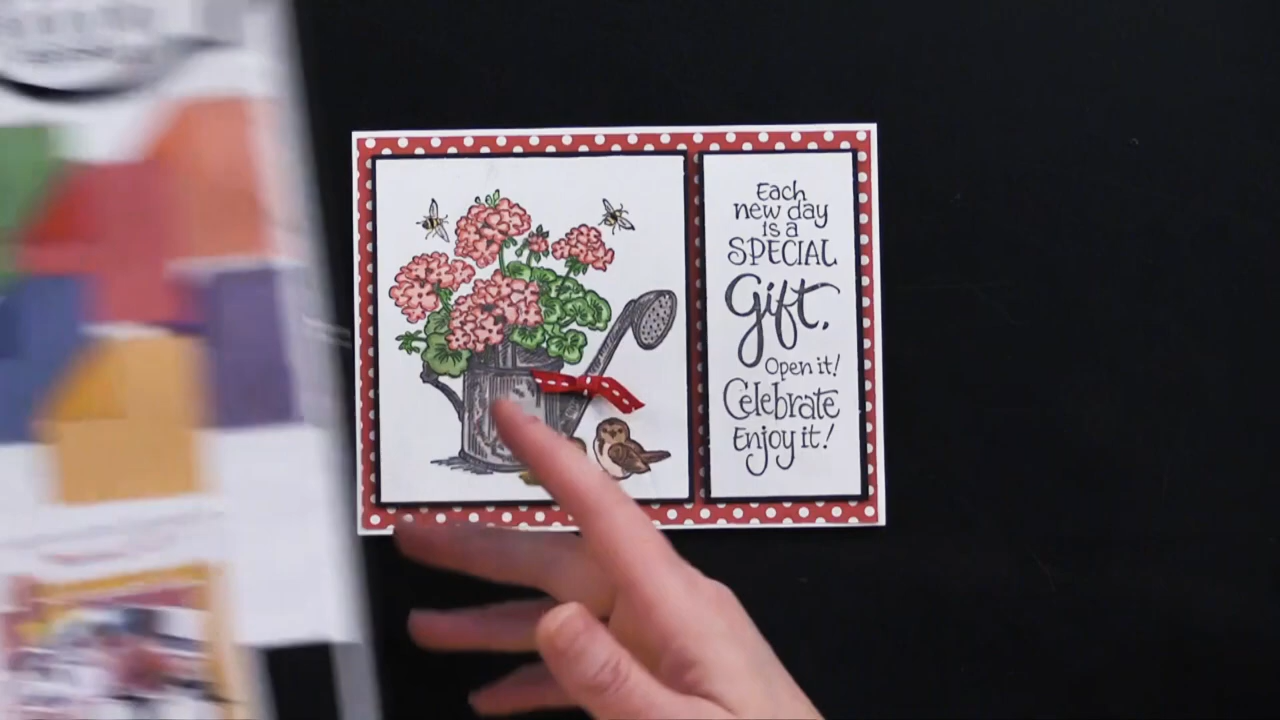 Each
new day
is a
SPECIAL
Gift.
Open it!
Celebrate
Enjoy it!